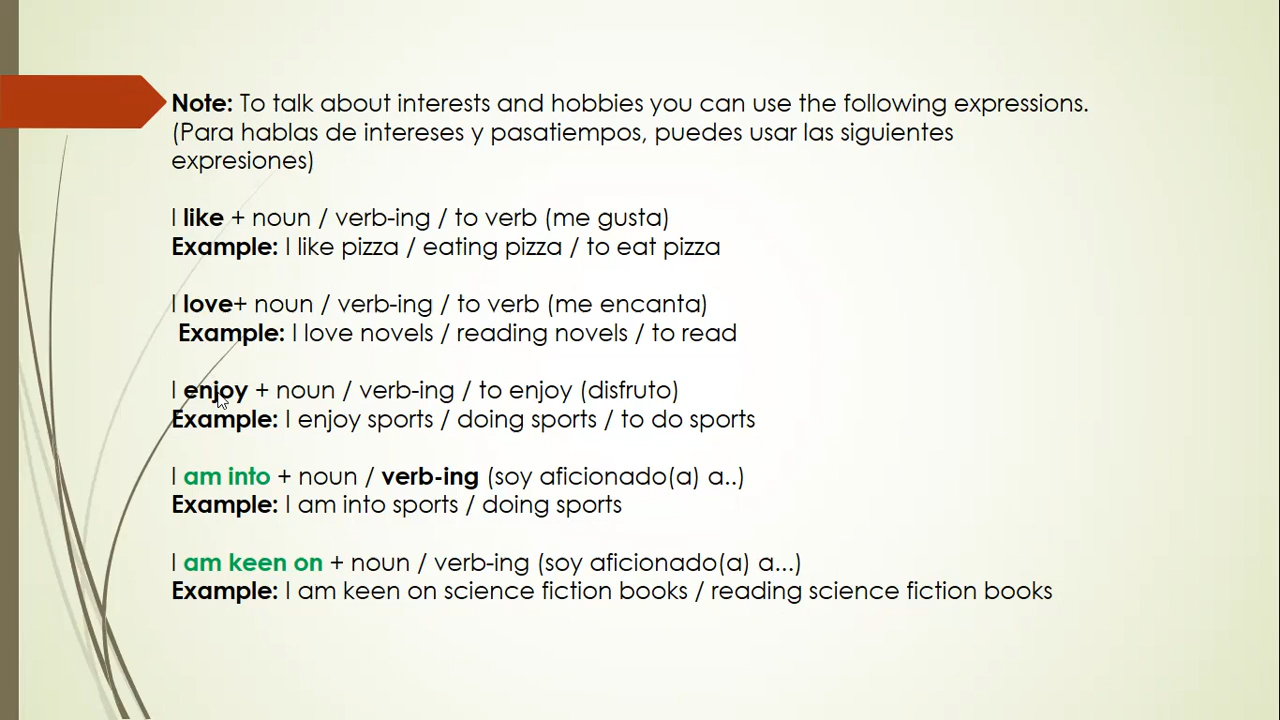 Note: To talk about interests and hobbies you can use the following expressions.
(Para hablas de intereses y pasatiempos, puedes usar las siguientes
expresiones)
I like + noun / verb-ing / to verb (me gusta)
Example: I like pizza / eating pizza / to eat pizza
I love+ noun / verb-ing / to verb (me encanta)
Example: I love novels / reading novels / to read
I enjoy + noun / verb-ing / to enjoy (disfruto)
Example: I enjoy sports / doing sports / to do sports
I am into + noun / verb-ing (soy aficionado(a) a..)
Example: I am into sports / doing sports
I am keen on + noun / verb-ing (soy aficionado(a) a...)
Example: I am keen on science fiction books / reading science fiction books